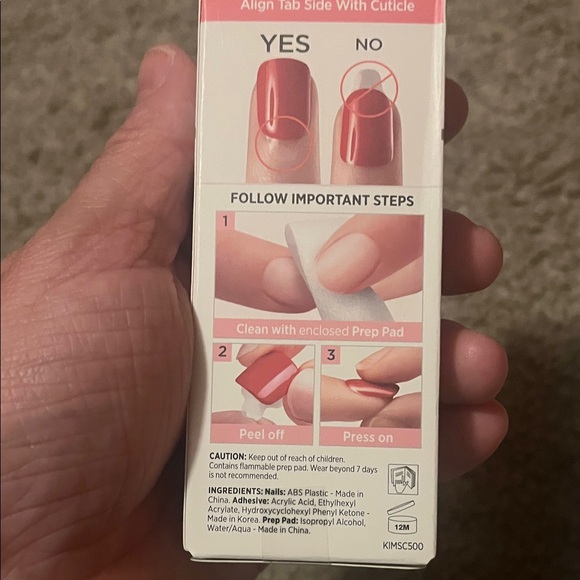 Align Tab Side With Cuticle
YES NO
FOLLOW IMPORTANT STEPS
1
Clean with enclosed Prep Pad
2
Peel off
3
Press on
CAUTION: Keep out of reach of children.
Contains flammable prep pad. Wear beyond 7 days
is not recommended.
INGREDIENTS: Nails: ABS Plastic - Made in
China. Adhesive: Acrylic Acid, Ethylhexyl
Acrylate, Hydroxycyclohexyl Phenyl Ketone -
Made in Korea. Prep Pad: Isopropyl Alcohol,
Water/Aqua - Made in China.
12M
KIMSC500